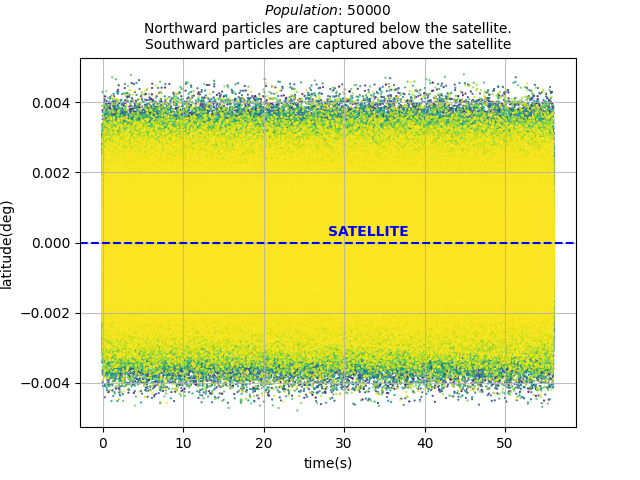 Population: 50000
Northward particles are captured below the satellite.
Southward particles are captured above the satellite
latitude(deg)
0.004
0.002
0.000
−0.002
−0.004
SATELLITE
0 10 20 30 40 50
time(s)